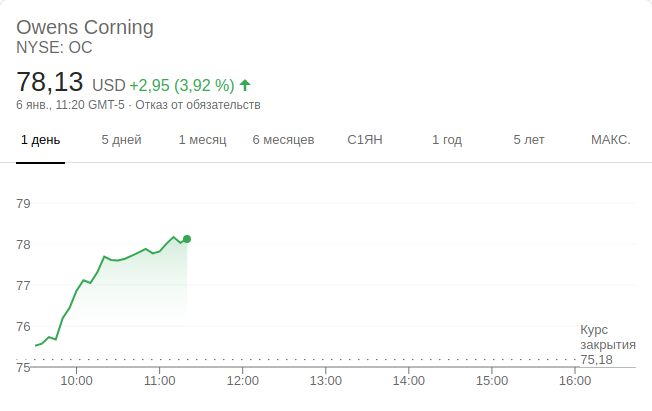 Owens Corning
NYSE: OC
78,13 USD +2,95 (3,92 %)
6 янв., 11:20 GMT-5 · Отказ от обязательств
1 день 5 дней 1 месяц 6 месяцев С1ЯН 1 год 5 лет МАКС.
79
78
77
76
75
Курс
закрытия
75,18
10:00 11:00 12:00 13:00 14:00 15:00 16:00